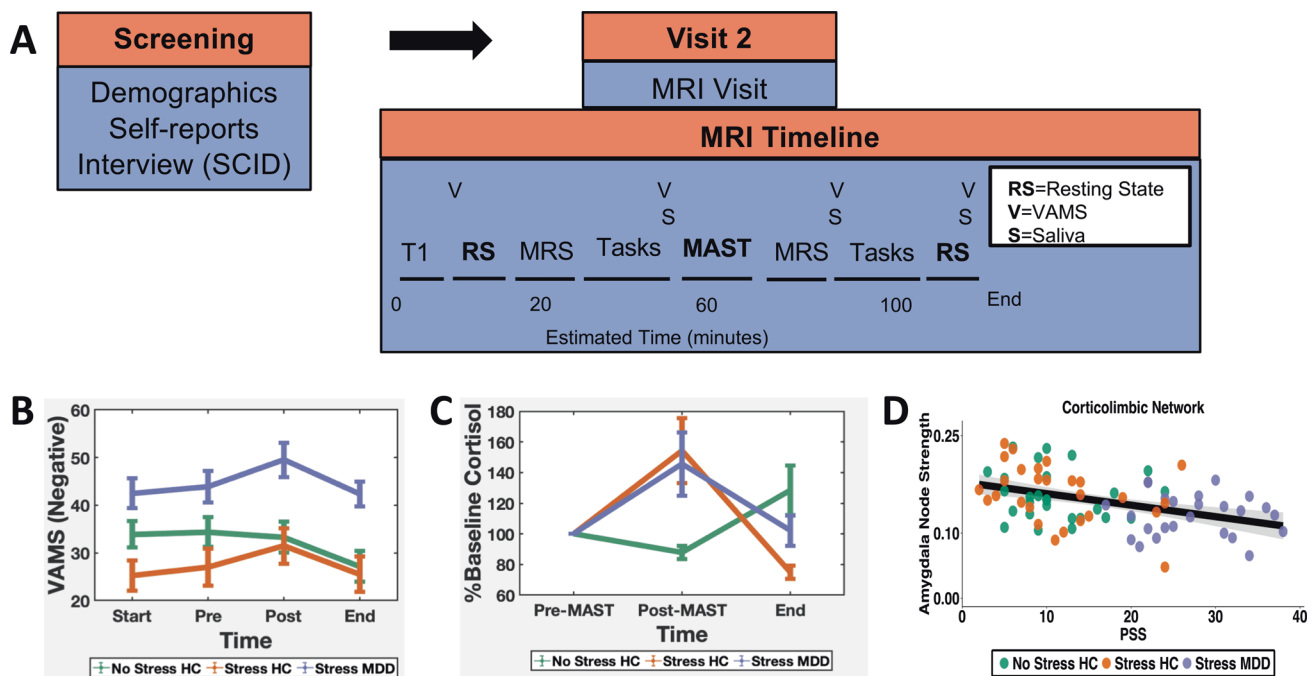 A
Screening
Demographics
Self-reports
Interview (SCID)
Visit 2
MRI Visit
MRI Timeline
V V V V
S S S
T1 RS MRS Tasks MAST MRS Tasks RS
0 20 60 100 End
Estimated Time (minutes)
RS=Resting State
V=VAMS
S=Saliva
B
VAMS (Negative)
60
50
40
30
20
Start Pre Post End
Time
No Stress HC Stress HC Stress MDD
C
%Baseline Cortisol
180
160
140
120
100
80
60
Pre-MAST Post-MAST End
Time
No Stress HC Stress HC Stress MDD
D
Corticolimbic Network
Amygdala Node Strength
0.25
0.10
0.00
0 10 20 30 40
PSS
No Stress HC Stress HC Stress MDD